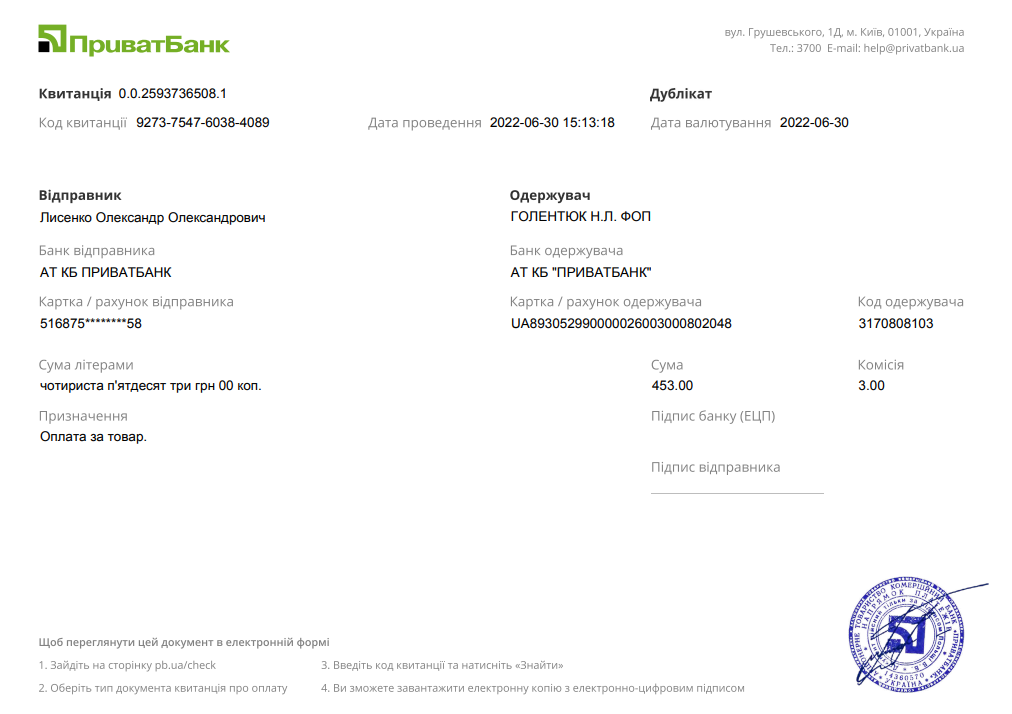 ПриватБанк
вул. Грушевського, 1Д, м. Київ, 01001, Україна
Тел.: 3700 E-mail: help@privatbank.ua
Квитанція 0.0.2593736508.1
Дублікат
Код квитанції 9273-7547-6038-4089
Дата проведення 2022-06-30 15:13:18
Дата валютування 2022-06-30
Відправник
Лисенко Олександр Олександрович
Одержувач
ГОЛЕНТЮК Н.Л. ФОП
Банк відправника
АТ КБ ПРИВАТБАНК
Банк одержувача
АТ КБ "ПРИВАТБАНК"
Картка / рахунок відправника
516875********58
Картка / рахунок одержувача
UA893052990000026003000802048
Код одержувача
3170808103
Сума літерами
чотириста п'ятдесят три грн 00 коп.
Сума
453.00
Комісія
3.00
Призначення
Оплата за товар.
Підпис банку (ЕЦП)
Підпис відправника
Щоб переглянути цей документ в електронній формі
1. Зайдіть на сторінку pb.ua/check
2. Оберіть тип документа квитанція про оплату
3. Введіть код квитанції та натисніть «Знайти»
4. Ви зможете завантажити електронну копію з електронно-цифровим підписом
ТОВАРИСТВО КОМЕРЦІЙНИЙ БАНК «ПРИВАТБАНК»
НАПРЯМОК ПЛАТЕЖІВ
14360570
УКРАЇНА